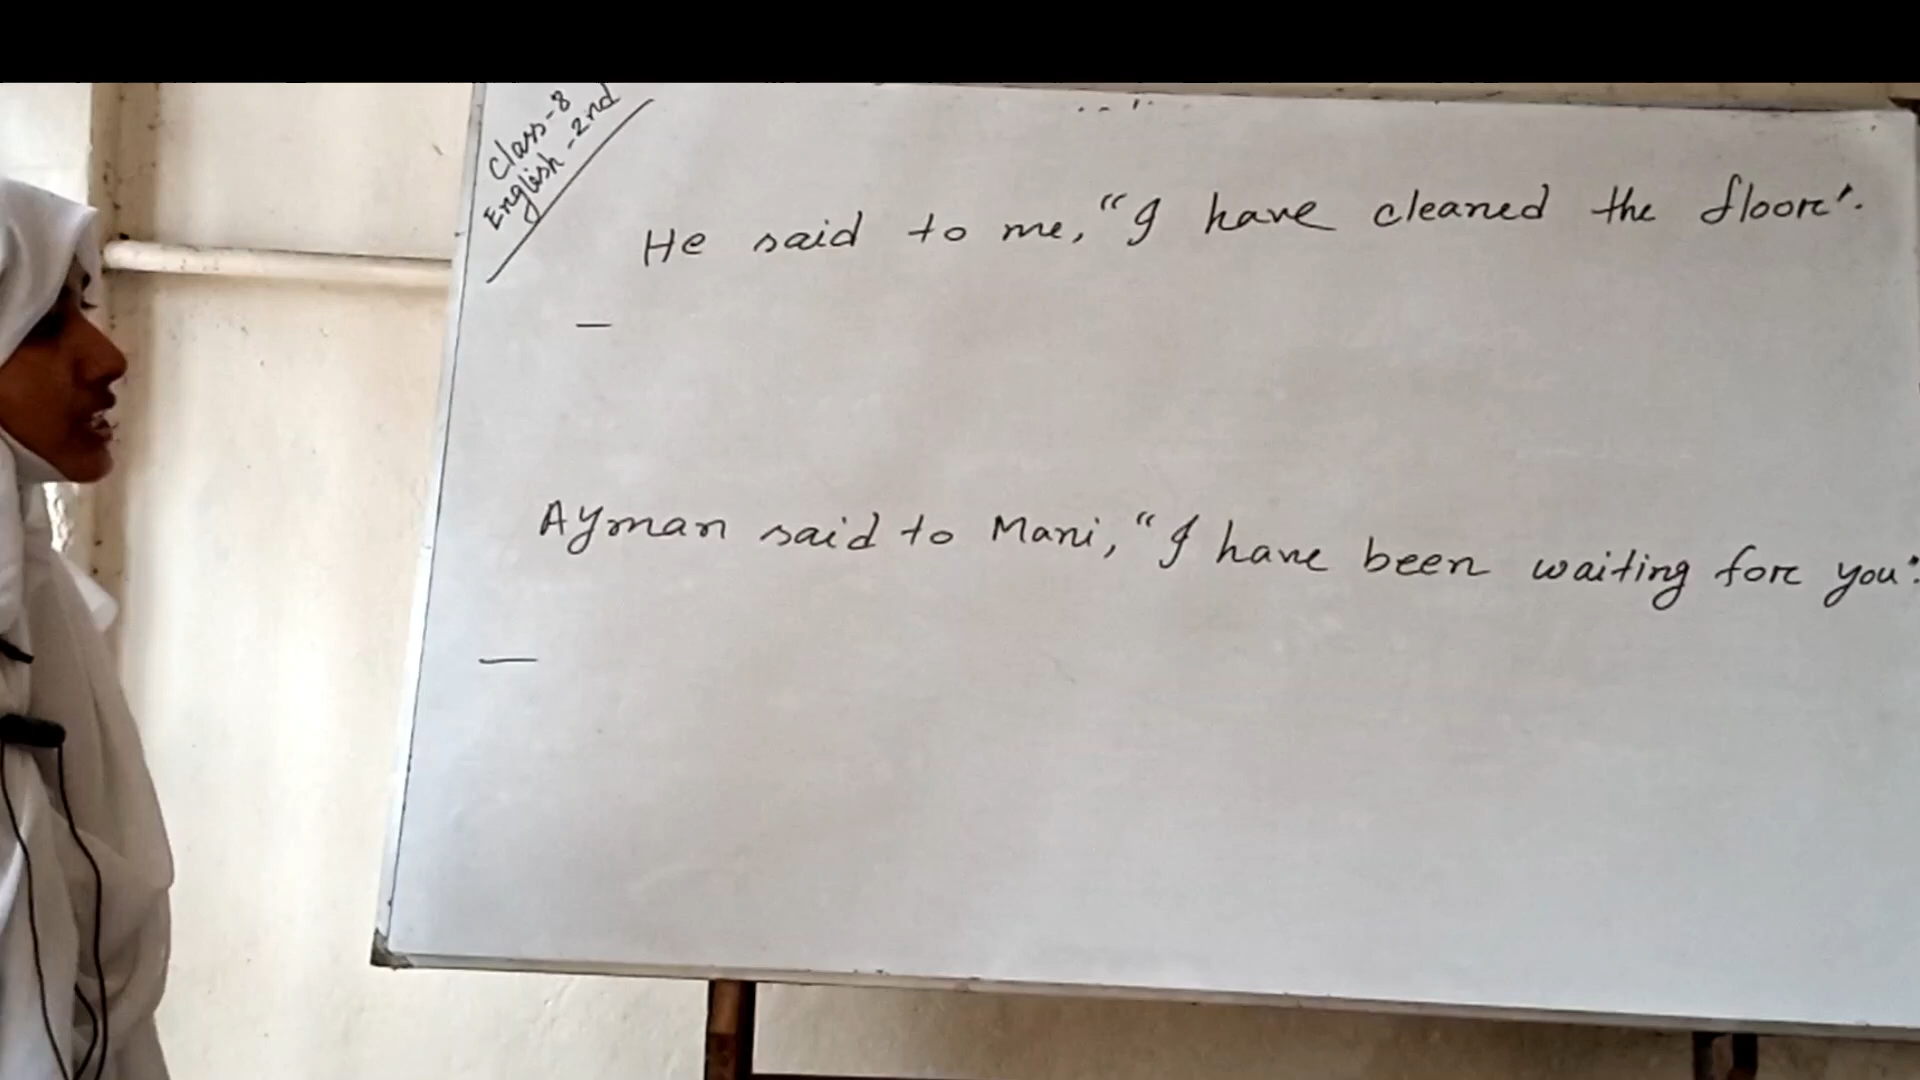 Class-8
English-2nd
He said to me, "I have cleaned the floor".
—
Ayman said to Mani, "I have been waiting for you".
—